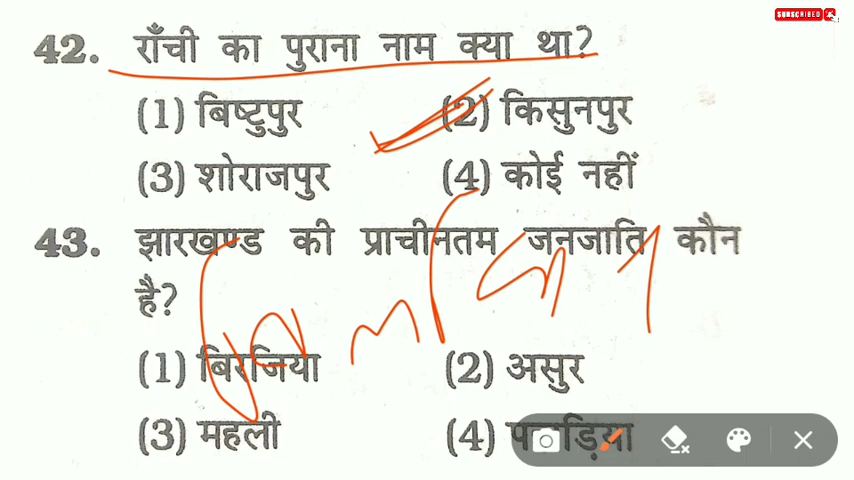 SUBSCRIBED
42. राँची का पुराना नाम क्या था?
(1) बिष्टुपुर (2) किसुनपुर
(3) शोराजपुर (4) कोई नहीं
43. झारखण्ड की प्राचीनतम जनजाति कौन
है?
(1) बिरजिया (2) असुर
(3) महली (4)